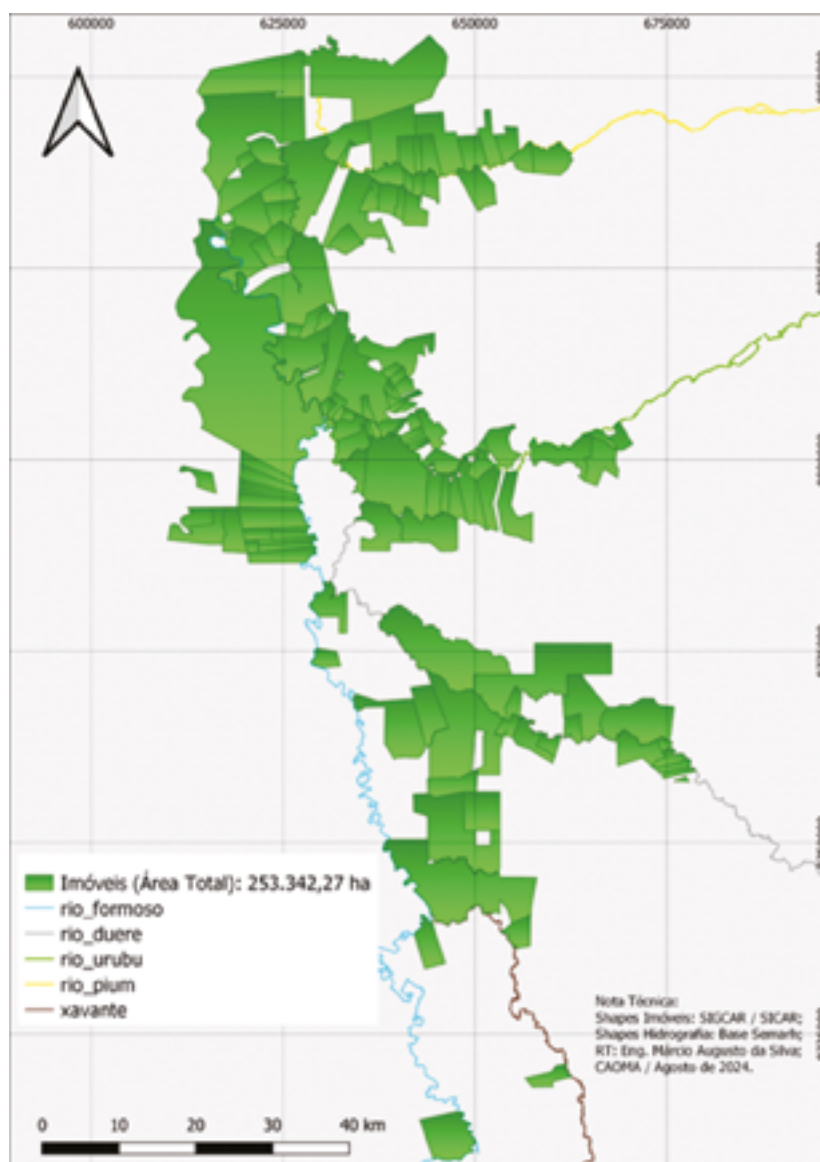 600000 625000 650000 675000
Imóveis (Área Total): 253.342,27 ha
rio_formoso
rio_duere
rio_urubu
rio_pium
xavante
Nota Técnica:
Shapes Imóveis: SIGCAR / SICAR;
Shapes Hidrografia: Base Semarh;
RT: Eng. Márcio Augusto da Silva;
CAOMA / Agosto de 2024.
0 10 20 30 40 km